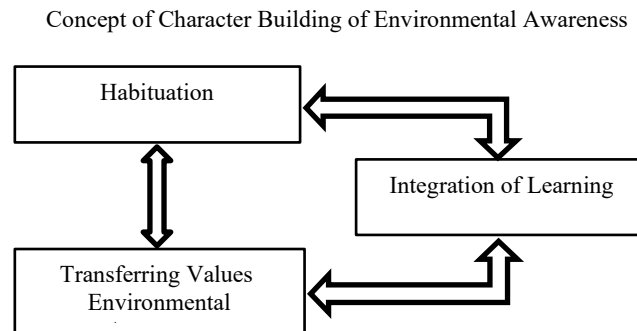 Concept of Character Building of Environmental Awareness
Habituation
Integration of Learning
Transferring Values
Environmental